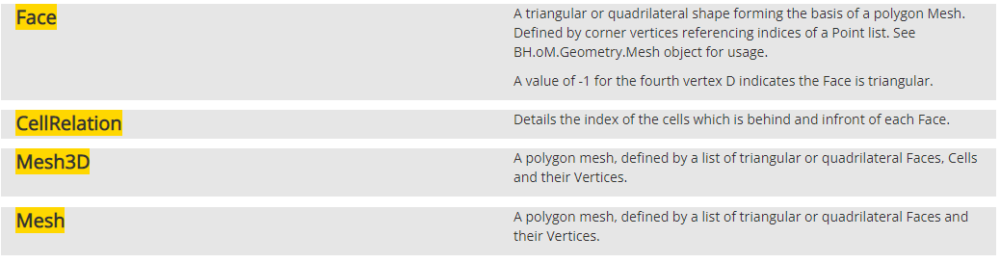 Face
A triangular or quadrilateral shape forming the basis of a polygon Mesh.
Defined by corner vertices referencing indices of a Point list. See
BH.oM.Geometry.Mesh object for usage.
A value of -1 for the fourth vertex D indicates the Face is triangular.
CellRelation
Details the index of the cells which is behind and infront of each Face.
Mesh3D
A polygon mesh, defined by a list of triangular or quadrilateral Faces, Cells
and their Vertices.
Mesh
A polygon mesh, defined by a list of triangular or quadrilateral Faces and
their Vertices.